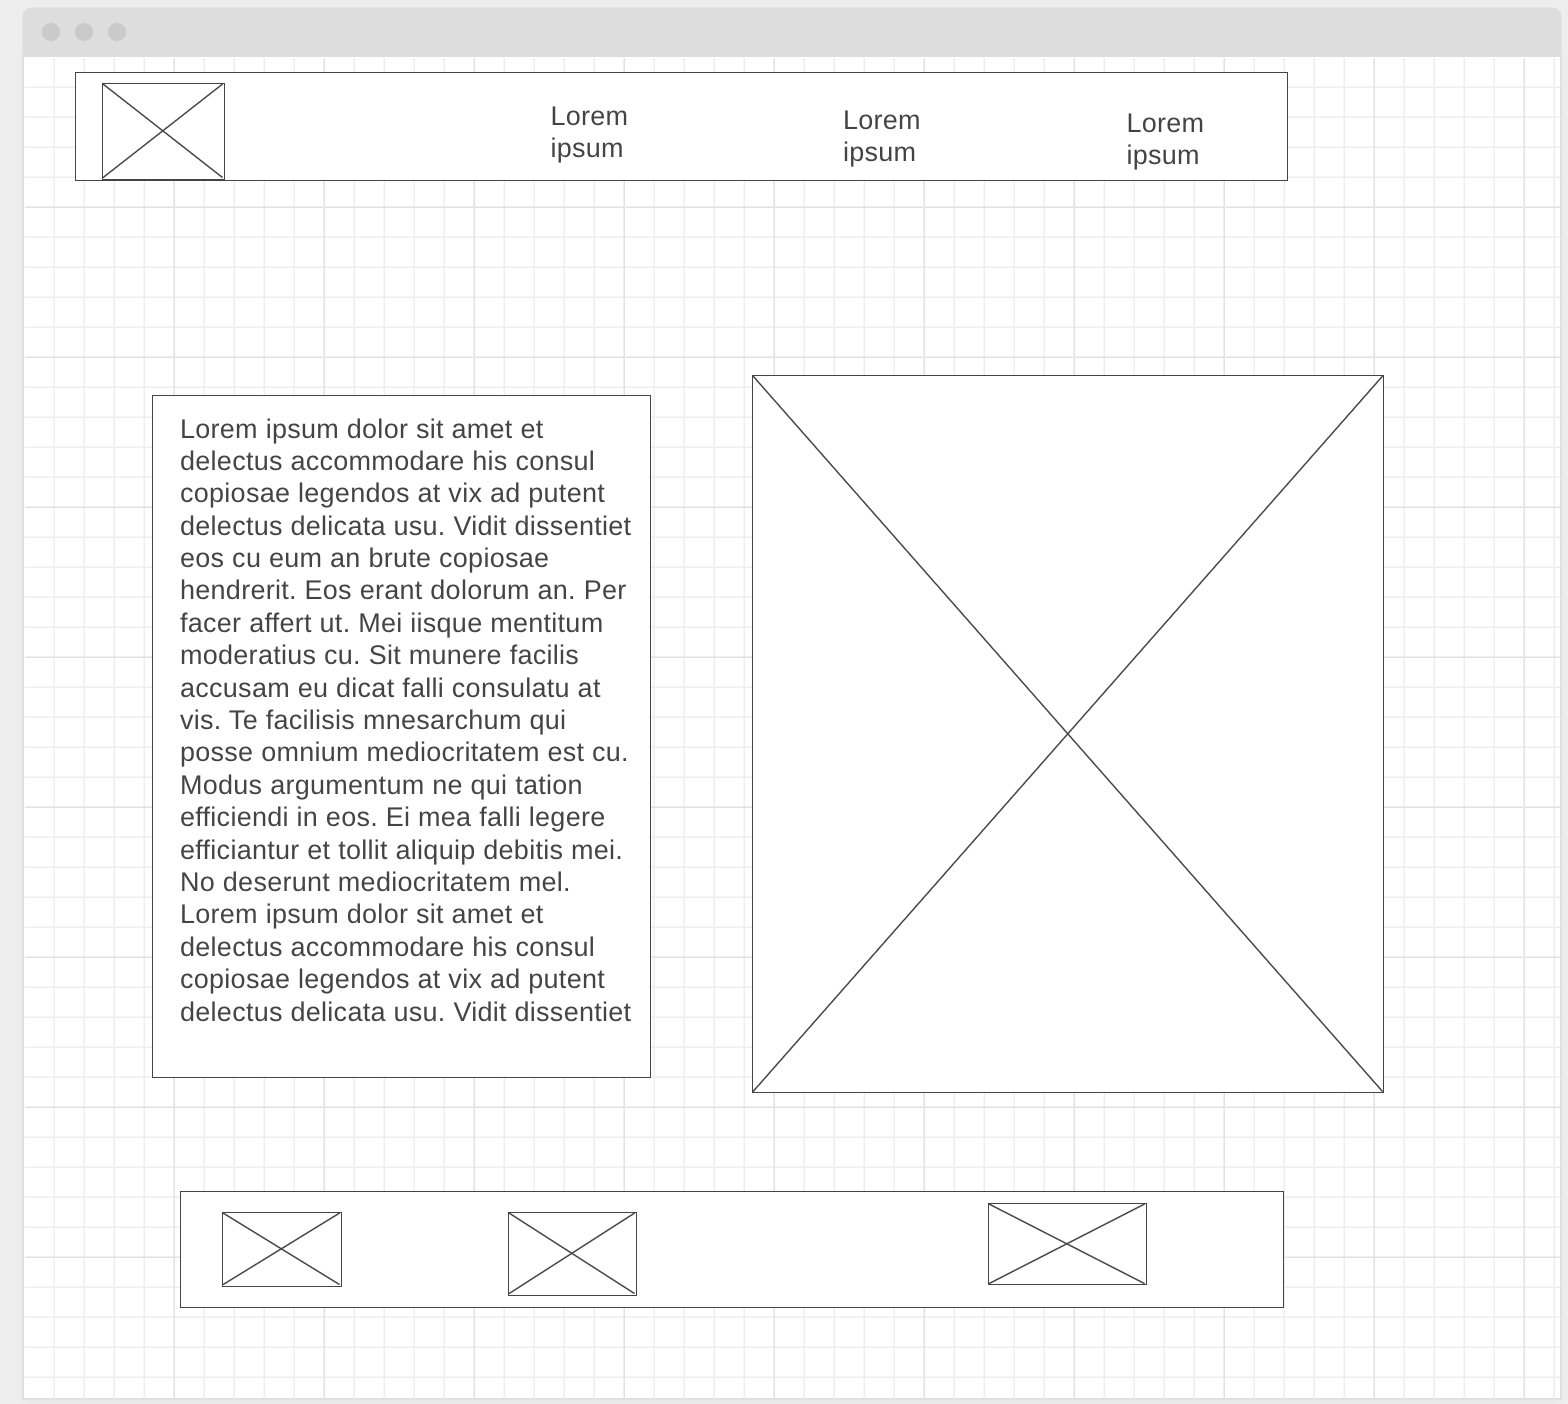 Lorem
ipsum
Lorem
ipsum
Lorem
ipsum
Lorem ipsum dolor sit amet et
delectus accommodare his consul
copiosae legendos at vix ad putent
delectus delicata usu. Vidit dissentiet
eos cu eum an brute copiosae
hendrerit. Eos erant dolorum an. Per
facer affert ut. Mei iisque mentitum
moderatius cu. Sit munere facilis
accusam eu dicat falli consulatu at
vis. Te facilisis mnesarchum qui
posse omnium mediocritatem est cu.
Modus argumentum ne qui tation
efficiendi in eos. Ei mea falli legere
efficiantur et tollit aliquip debitis mei.
No deserunt mediocritatem mel.
Lorem ipsum dolor sit amet et
delectus accommodare his consul
copiosae legendos at vix ad putent
delectus delicata usu. Vidit dissentiet